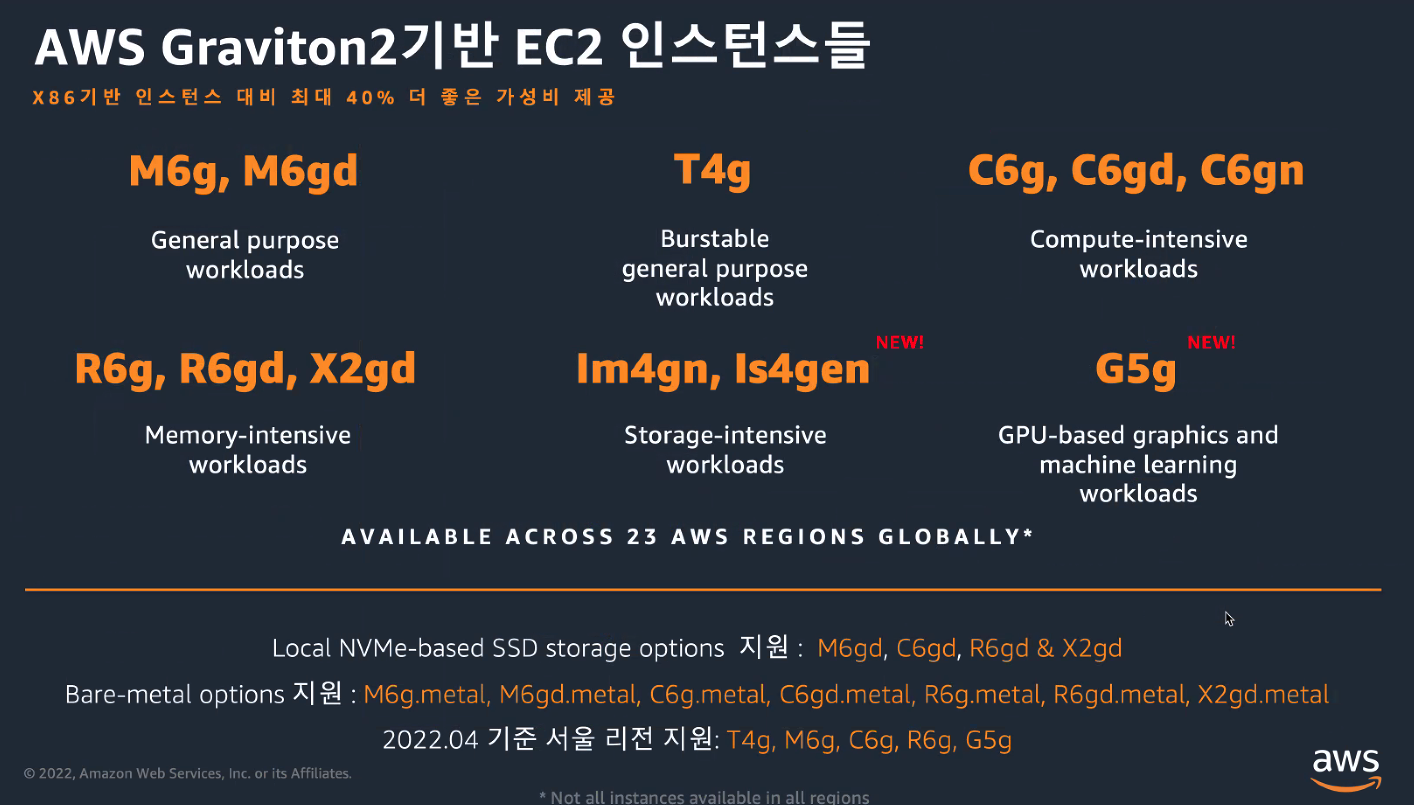 AWS Graviton2기반 EC2 인스턴스들
X86기반 인스턴스 대비 최대 40% 더 좋은 가성비 제공
M6g, M6gd
General purpose
workloads
T4g
Burstable
general purpose
workloads
C6g, C6gd, C6gn
Compute-intensive
workloads
R6g, R6gd, X2gd
Memory-intensive
workloads
Im4gn, Is4gen NEW!
Storage-intensive
workloads
G5g NEW!
GPU-based graphics and
machine learning
workloads
AVAILABLE ACROSS 23 AWS REGIONS GLOBALLY*
Local NVMe-based SSD storage options 지원 : M6gd, C6gd, R6gd & X2gd
Bare-metal options 지원 : M6g.metal, M6gd.metal, C6g.metal, C6gd.metal, R6g.metal, R6gd.metal, X2gd.metal
2022.04 기준 서울 리전 지원: T4g, M6g, C6g, R6g, G5g
© 2022, Amazon Web Services, Inc. or its Affiliates.
aws
* Not all instances available in all regions